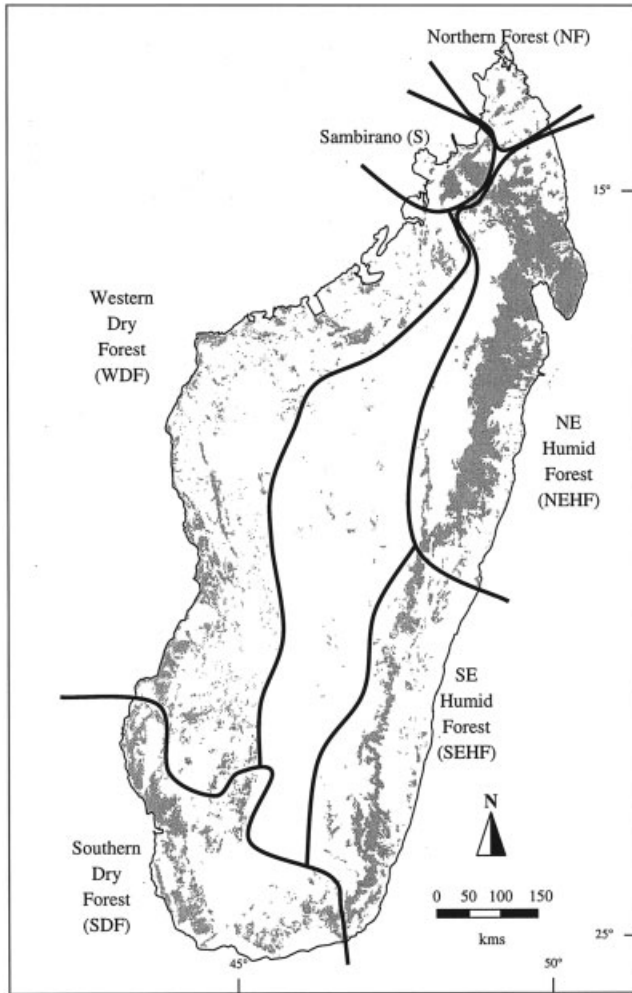 Northern Forest (NF)
Sambirano (S)
15°
Western
Dry
Forest
(WDF)
NE
Humid
Forest
(NEHF)
SE
Humid
Forest
(SEHF)
N
Southern
Dry
Forest
(SDF)
0 50 100 150
kms
25°
45°
50°